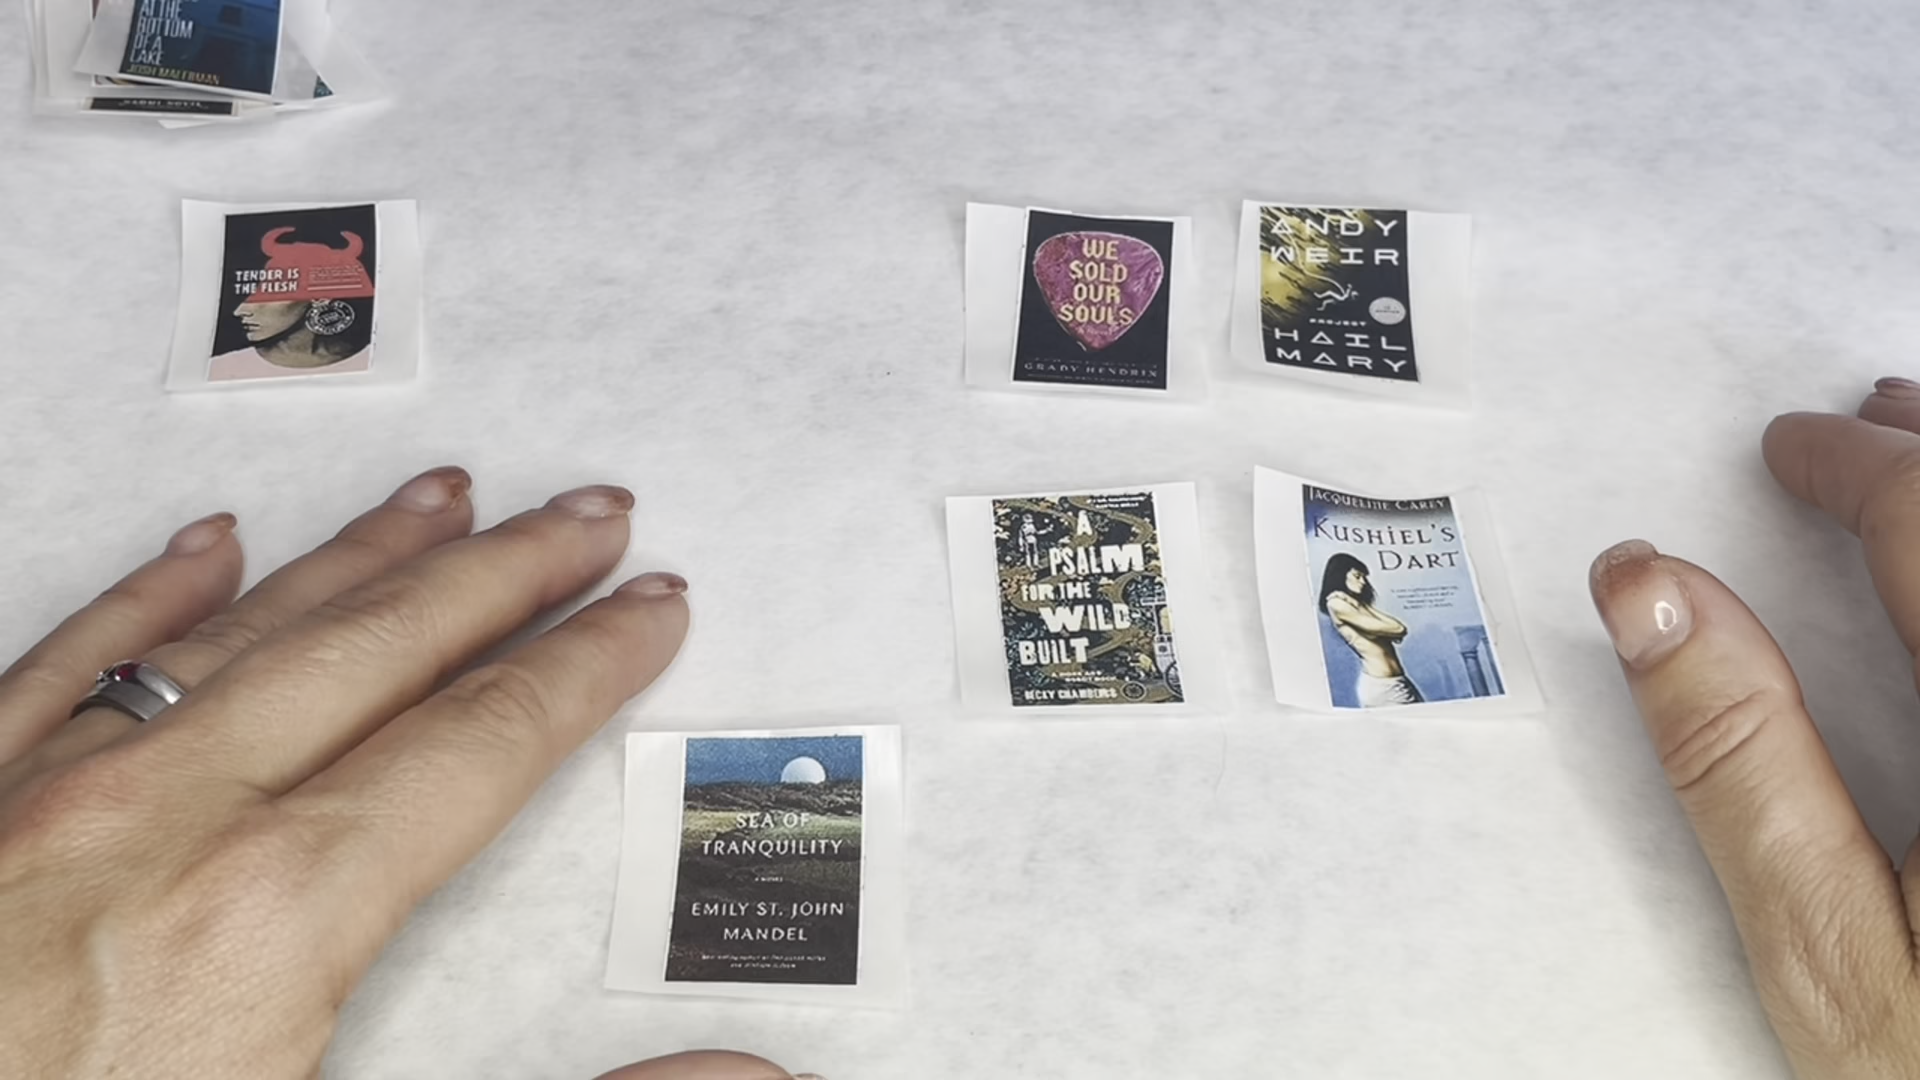 AT THE
BOTTOM
OF A
LAKE
JOSH MALERMAN
TENDER IS
THE FLESH
WE
SOLD
OUR
SOULS
GRADY HENDRIX
ANDY
WEIR
PROJECT
HAIL
MARY
A
PSALM
FOR THE
WILD
BUILT
BECKY CHAMBERS
JACQUELINE CAREY
KUSHIEL'S
DART
SEA OF
TRANQUILITY
A NOVEL
EMILY ST. JOHN
MANDEL